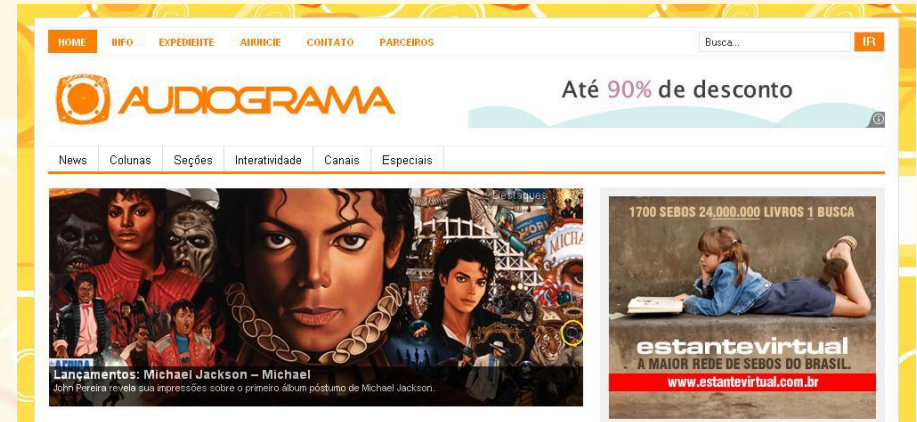 HOME INFO EXPEDIENTE ANUNCIE CONTATO PARCEIROS Busca... IR
AUDIOGRAMA
Até 90% de desconto
News Colunas Seções Interatividade Canais Especiais
Destaques
MICHA
AFRICA
Lançamentos: Michael Jackson – Michael
John Pereira revela sua impressões sobre o primeiro álbum póstumo de Michael Jackson.
1700 SEBOS 24.000.000 LIVROS 1 BUSCA
estantevirtual
A MAIOR REDE DE SEBOS DO BRASIL.
www.estantevirtual.com.br